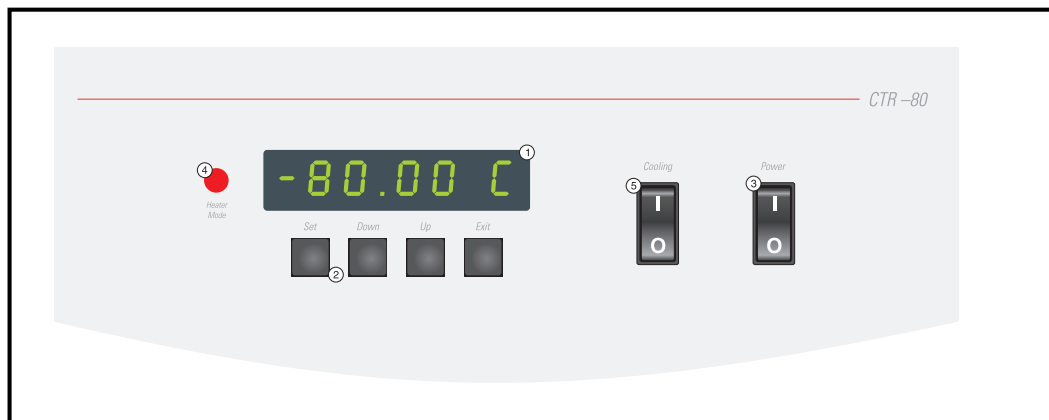 CTR –80
4
-80.00 C
1
Cooling
Power
5
3
Heater
Mode
Set
Down
Up
Exit
2
I
I
O
O